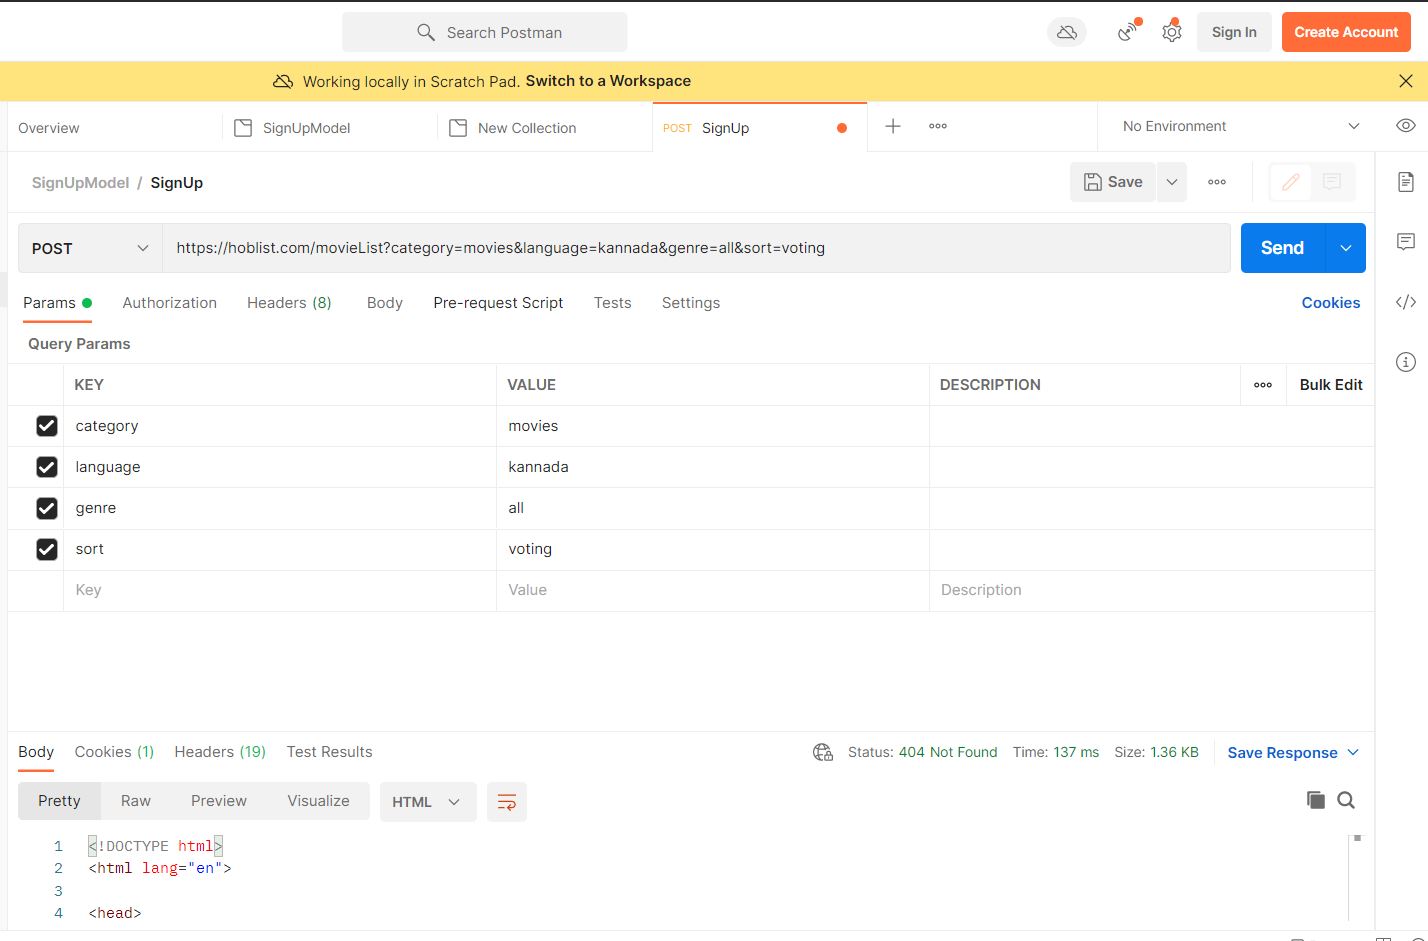 Search Postman
Sign In
Create Account
Working locally in Scratch Pad. Switch to a Workspace
Overview
SignUpModel
New Collection
POST SignUp
No Environment
SignUpModel / SignUp
Save
POST
https://hoblist.com/movieList?category=movies&language=kannada&genre=all&sort=voting
Send
Params
Authorization
Headers (8)
Body
Pre-request Script
Tests
Settings
Cookies
Query Params
KEY VALUE DESCRIPTION
Bulk Edit
category movies
language kannada
genre all
sort voting
Key Value Description
Body
Cookies (1)
Headers (19)
Test Results
Status: 404 Not Found Time: 137 ms Size: 1.36 KB
Save Response
Pretty
Raw
Preview
Visualize
HTML
1 <!DOCTYPE html>
2 <html lang="en">
3
4 <head>